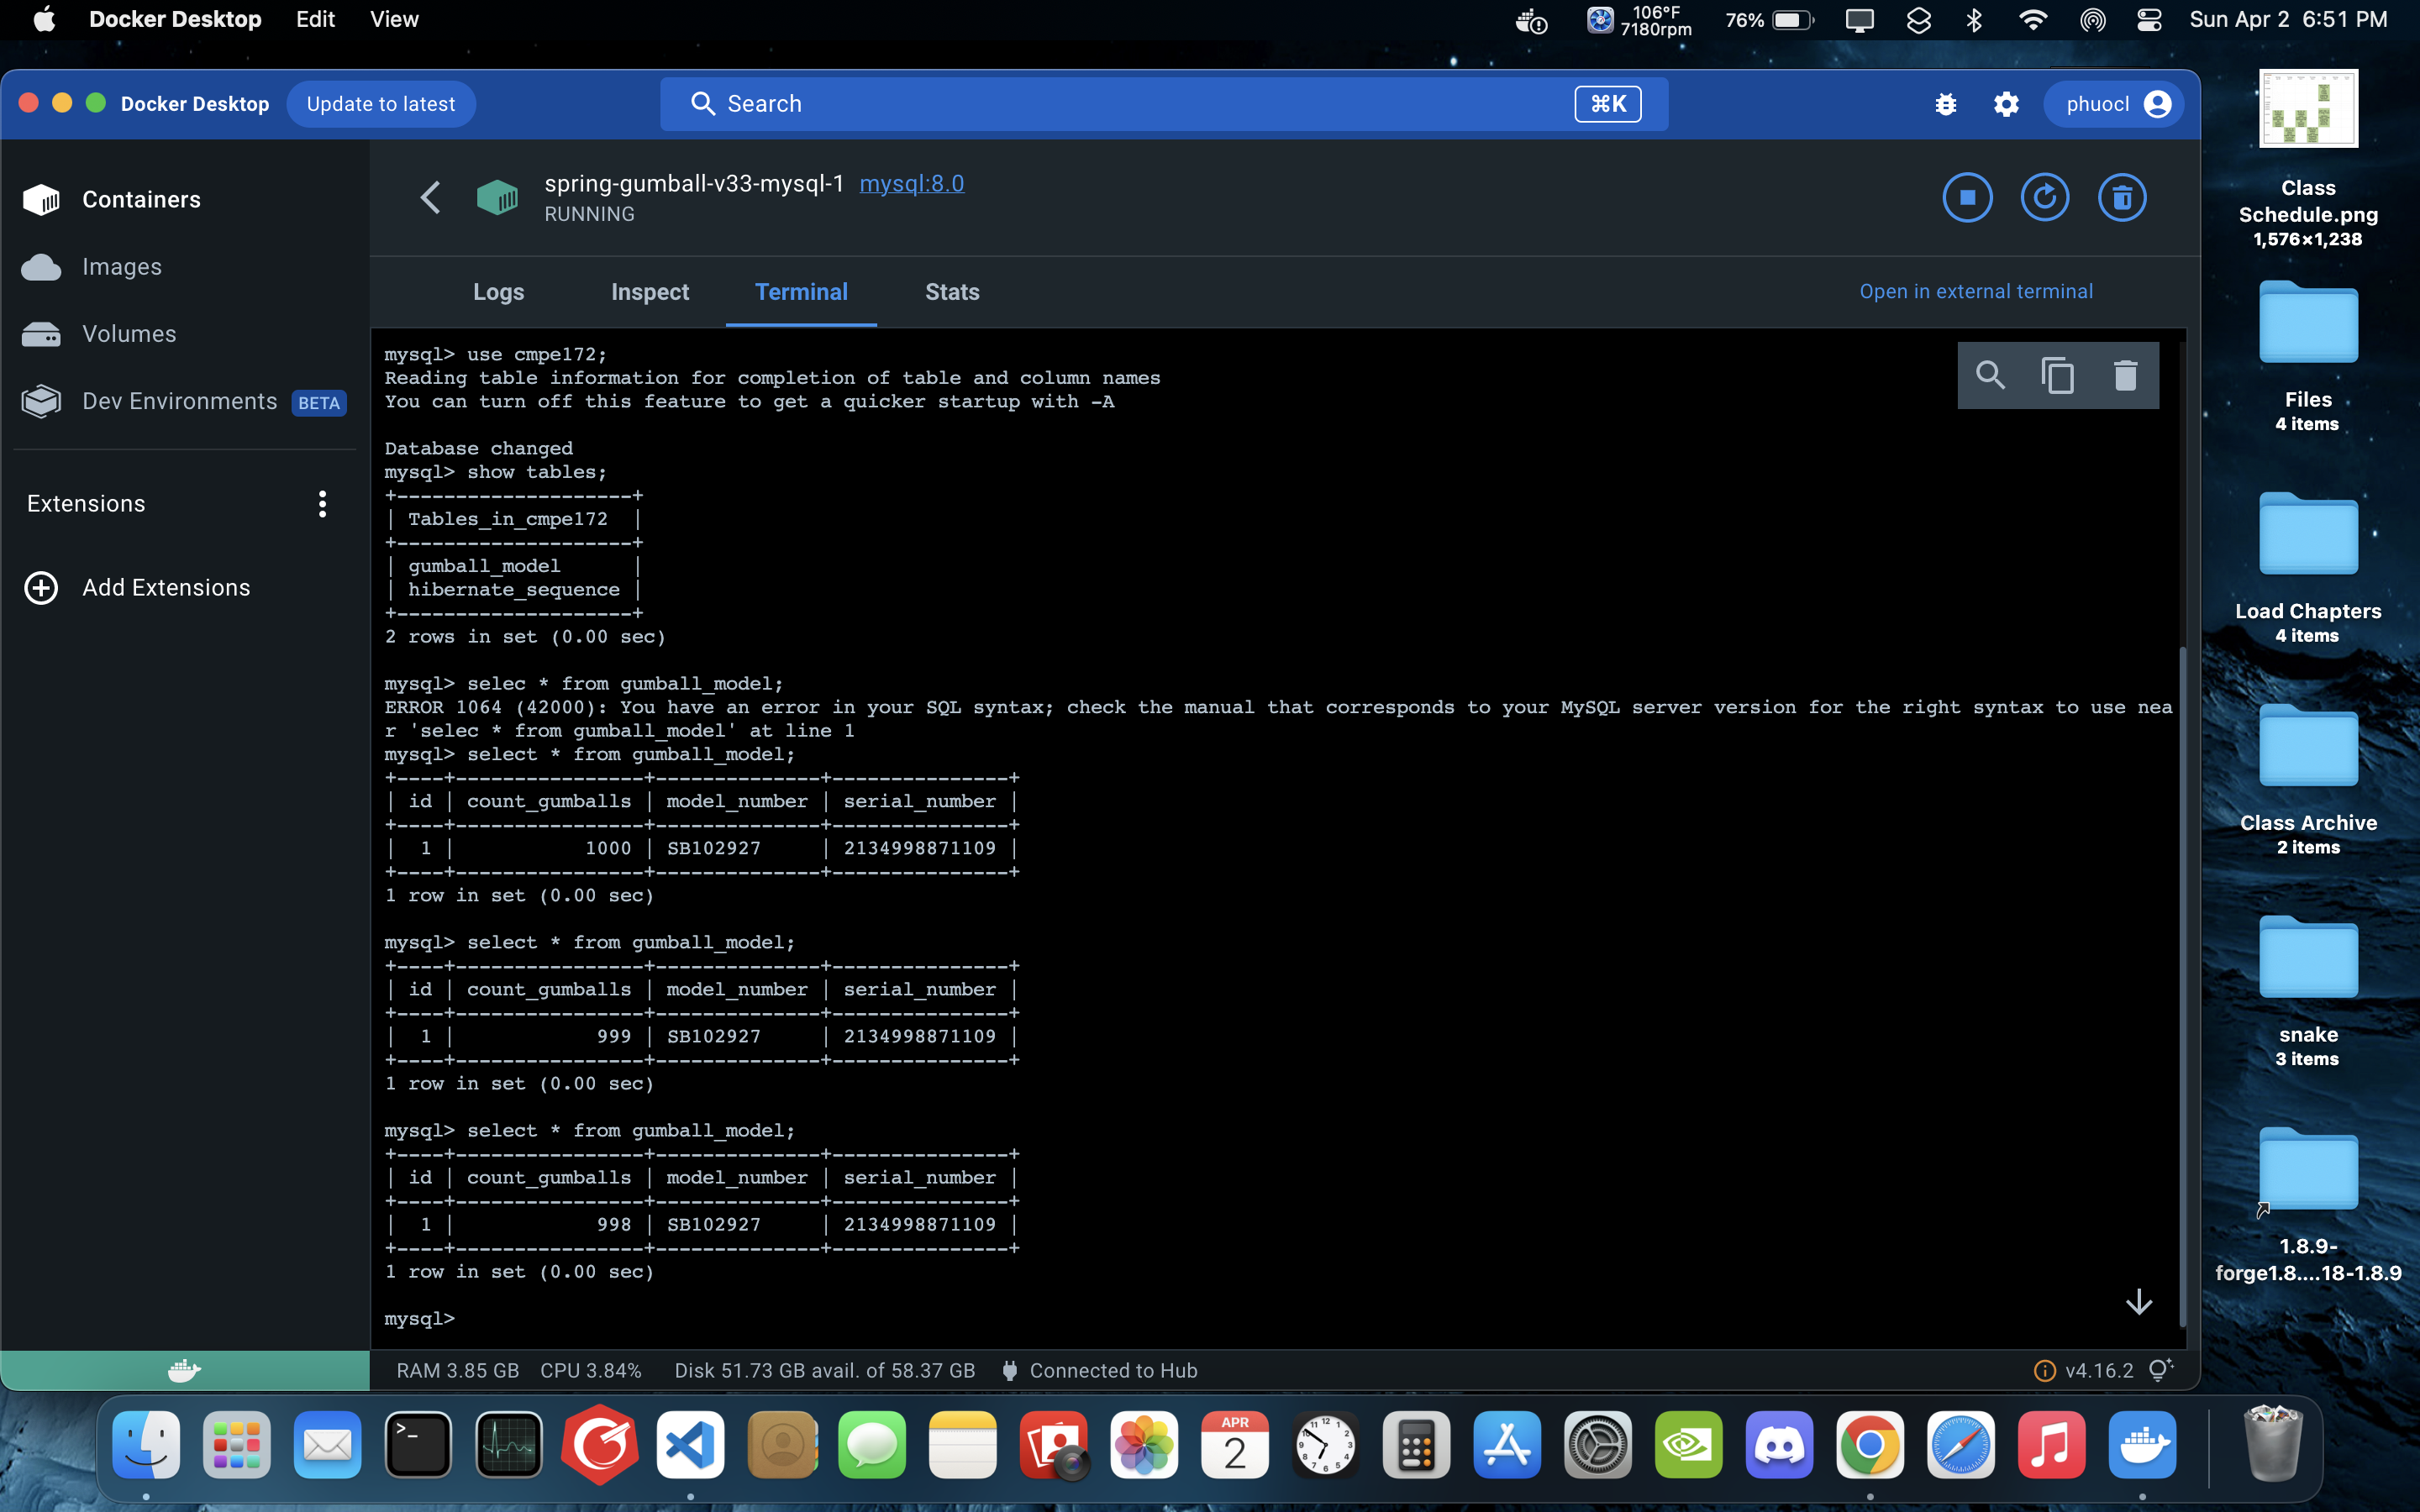 Docker Desktop Edit View
106°F
7180rpm
76%
Sun Apr 2 6:51 PM
Docker Desktop
Update to latest
Search
⌘K
phuocl
Containers
Images
Volumes
Dev Environments BETA
Extensions
Add Extensions
spring-gumball-v33-mysql-1 mysql:8.0
RUNNING
Logs Inspect Terminal Stats
Open in external terminal
mysql> use cmpe172;
Reading table information for completion of table and column names
You can turn off this feature to get a quicker startup with -A
Database changed
mysql> show tables;
+--------------------+
| Tables_in_cmpe172  |
+--------------------+
| gumball_model      |
| hibernate_sequence |
+--------------------+
2 rows in set (0.00 sec)
mysql> selec * from gumball_model;
ERROR 1064 (42000): You have an error in your SQL syntax; check the manual that corresponds to your MySQL server version for the right syntax to use nea
r 'selec * from gumball_model' at line 1
mysql> select * from gumball_model;
+----+----------------+--------------+---------------+
| id | count_gumballs | model_number | serial_number |
+----+----------------+--------------+---------------+
|  1 |           1000 | SB102927     | 2134998871109 |
+----+----------------+--------------+---------------+
1 row in set (0.00 sec)
mysql> select * from gumball_model;
+----+----------------+--------------+---------------+
| id | count_gumballs | model_number | serial_number |
+----+----------------+--------------+---------------+
|  1 |            999 | SB102927     | 2134998871109 |
+----+----------------+--------------+---------------+
1 row in set (0.00 sec)
mysql> select * from gumball_model;
+----+----------------+--------------+---------------+
| id | count_gumballs | model_number | serial_number |
+----+----------------+--------------+---------------+
|  1 |            998 | SB102927     | 2134998871109 |
+----+----------------+--------------+---------------+
1 row in set (0.00 sec)
mysql>
RAM 3.85 GB CPU 3.84% Disk 51.73 GB avail. of 58.37 GB Connected to Hub
v4.16.2
Class
Schedule.png
1,576×1,238
Files
4 items
Load Chapters
4 items
Class Archive
2 items
snake
3 items
1.8.9-
forge1.8....18-1.8.9
APR
2